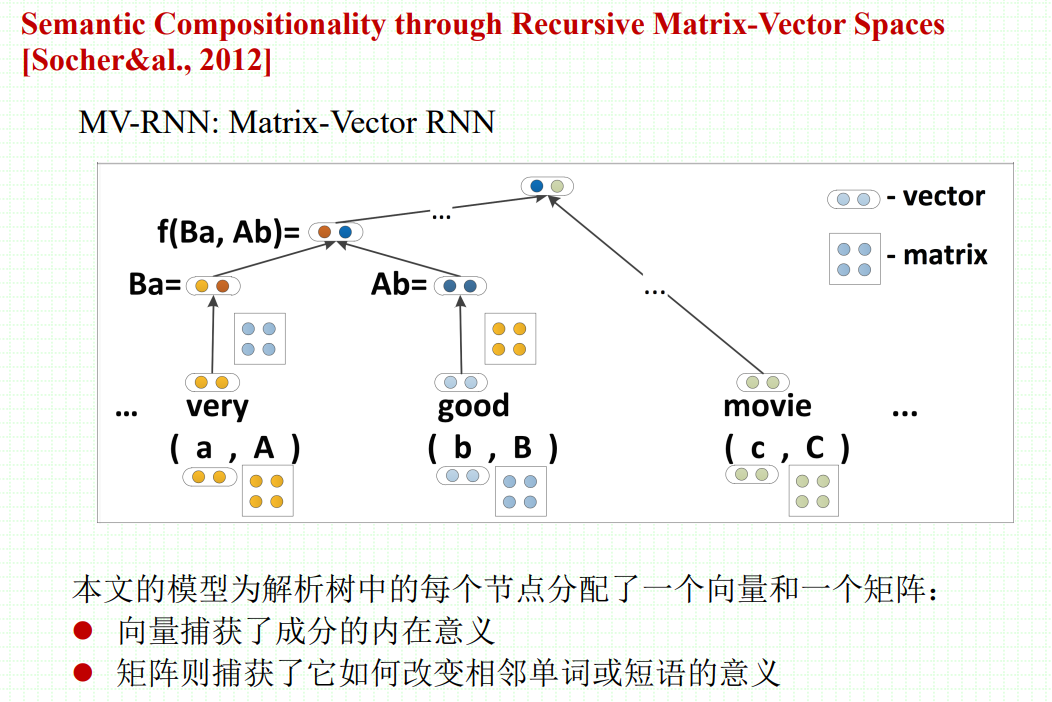 Semantic Compositionality through Recursive Matrix-Vector Spaces
[Socher&al., 2012]
MV-RNN: Matrix-Vector RNN
- vector
f(Ba, Ab)=
...
- matrix
Ba=
Ab=
...
... very good movie ...
( a , A ) ( b , B ) ( c , C )
本文的模型为解析树中的每个节点分配了一个向量和一个矩阵：
● 向量捕获了成分的内在意义
● 矩阵则捕获了它如何改变相邻单词或短语的意义